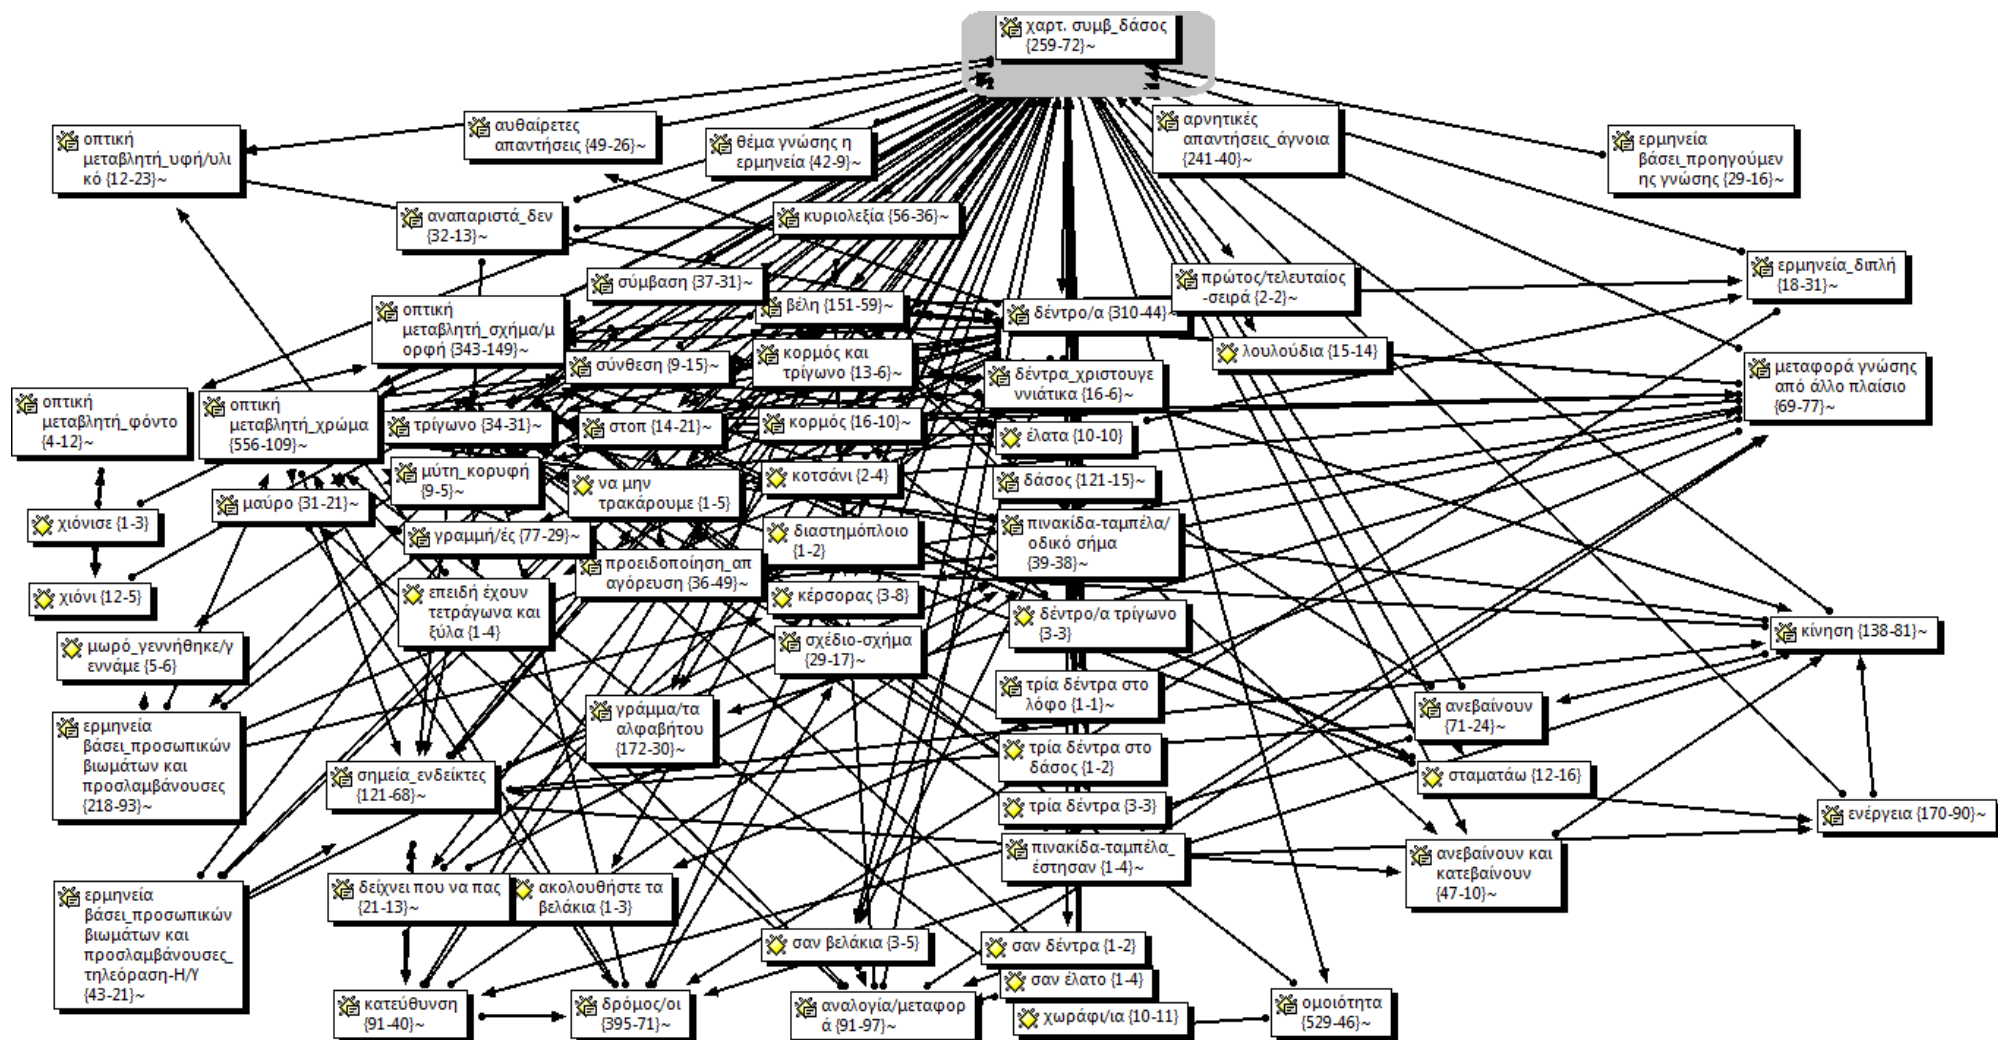 χαρτ. συμβ_δάσος
{259-72}~
οπτική
μεταβλητή_υφή/υλι
κό {12-23}~
αυθαίρετες
απαντήσεις {49-26}~
θέμα γνώσης η
ερμηνεία {42-9}~
αρνητικές
απαντήσεις_άγνοια
{241-40}~
ερμηνεία
βάσει_προηγούμεν
ης γνώσης {29-16}~
αναπαριστά_δεν
{32-13}~
κυριολεξία {56-36}~
σύμβαση {37-31}~
βέλη {151-59}~
δέντρο/α {310-44}~
πρώτος/τελευταίος
-σειρά {2-2}~
ερμηνεία_διπλή
{18-31}~
οπτική
μεταβλητή_σχήμα/μ
ορφή {343-149}~
σύνθεση {9-15}~
κορμός και
τρίγωνο {13-6}~
δέντρα_χριστουγε
ννιάτικα {16-6}~
λουλούδια {15-14}
μεταφορά γνώσης
από άλλο πλαίσιο
{69-77}~
οπτική
μεταβλητή_φόντο
{4-12}~
οπτική
μεταβλητή_χρώμα
{556-109}~
τρίγωνο {34-31}~
στοπ {14-21}~
κορμός {16-10}~
έλατα {10-10}
μύτη_κορυφή
{9-5}~
να μην
τρακάρουμε {1-5}
κοτσάνι {2-4}
δάσος {121-15}~
μαύρο {31-21}~
χιόνισε {1-3}
γραμμή/ές {77-29}~
διαστημόπλοιο
{1-2}
πινακίδα-ταμπέλα/
οδικό σήμα
{39-38}~
προειδοποίηση_απ
αγόρευση {36-49}~
χιόνι {12-5}
επειδή έχουν
τετράγωνα και
ξύλα {1-4}
κέρσορας {3-8}
δέντρο/α τρίγωνο
{3-3}
μωρό_γεννήθηκε/γ
εννάμε {5-6}
σχέδιο-σχήμα
{29-17}~
κίνηση {138-81}~
τρία δέντρα στο
λόφο {1-1}~
ανεβαίνουν
{71-24}~
ερμηνεία
βάσει_προσωπικών
βιωμάτων και
προσλαμβάνουσες
{218-93}~
γράμμα/τα
αλφαβήτου
{172-30}~
τρία δέντρα στο
δάσος {1-2}
σημεία_ενδείκτες
{121-68}~
σταματάω {12-16}
τρία δέντρα {3-3}
ενέργεια {170-90}~
πινακίδα-ταμπέλα_
έστησαν {1-4}~
ανεβαίνουν και
κατεβαίνουν
{47-10}~
ερμηνεία
βάσει_προσωπικών
βιωμάτων και
προσλαμβάνουσες_
τηλεόραση-Η/Υ
{43-21}~
δείχνει που να πας
{21-13}~
ακολουθήστε τα
βελάκια {1-3}
σαν βελάκια {3-5}
σαν δέντρα {1-2}
σαν έλατο {1-4}
κατεύθυνση
{91-40}~
δρόμος/οι
{395-71}~
αναλογία/μεταφορ
ά {91-97}~
χωράφι/ια {10-11}
ομοιότητα
{529-46}~